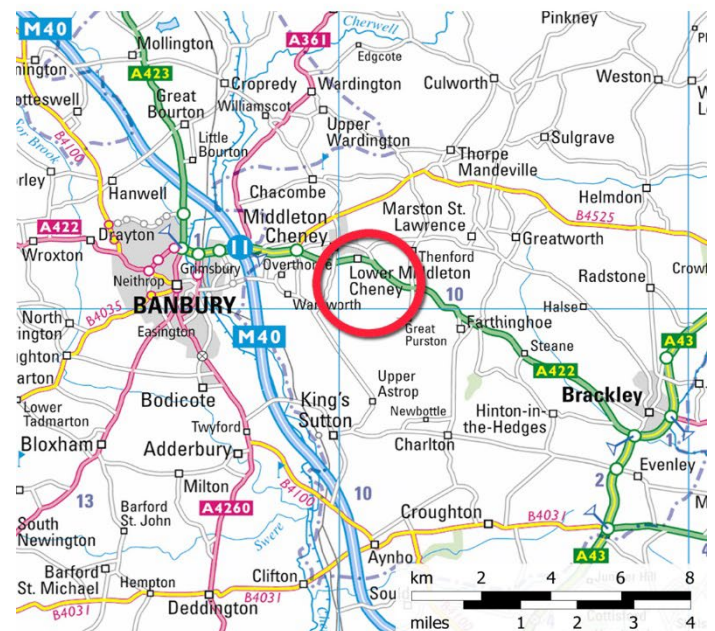 M40
A361
Cherwell
Pinkney
Mollington
Edgcote
A423
Cropredy
Wardington
Culworth
Weston
Great
Bourton
Williamscot
B4100
Upper
Wardington
Sulgrave
Little
Bourton
Thorpe
Mandeville
Hanwell
Chacombe
Helmdon
A422
Middleton
Cheney
Marston St.
Lawrence
B4525
Drayton
1
11
Greatworth
Wroxton
Overthorpe
Thenford
Grimsbury
Lower Middleton
Cheney
Radstone
Neithrop
10
BANBURY
Warkworth
Halse
B4035
Great
Purston
Farthinghoe
A43
North
Easington
M40
Steane
Upper
Astrop
A422
Brackley
Bodicote
King's
Sutton
Newbottle
Hinton-in-
the-Hedges
Lower
Tadmarton
Twyford
Charlton
Bloxham
Adderbury
2
Evenley
Milton
13
Barford
St. John
A4260
B4100
10
Croughton
B4031
South
Newington
Swere
Aynho
A43
Barford
St. Michael
Hempton
Clifton
B4031
Deddington
B4031
km 2 4 6 8
miles 1 2 3 4